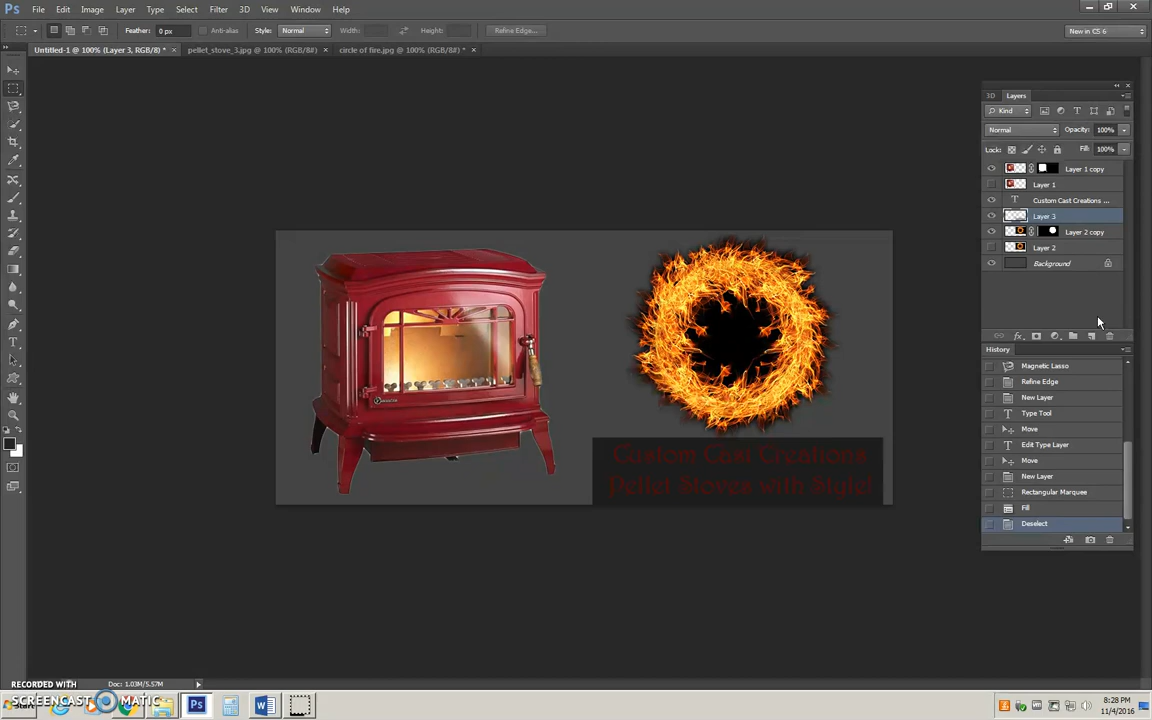 Ps File Edit Image Layer Type Select Filter 3D View Window Help
Feather: 0 px Anti-alias Style: Normal Width: Height: Refine Edge... New in CS 6
Untitled-1 @ 100% (Layer 3, RGB/8) * × pellet_stove_3.jpg @ 100% (RGB/8#) × circle of fire.jpg @ 100% (RGB/8#) * ×
3D Layers
Kind
Normal Opacity: 100%
Lock: Fill: 100%
Layer 1 copy
Layer 1
T Custom Cast Creations ...
Layer 3
Layer 2 copy
Layer 2
Background
fx
History
Magnetic Lasso
Refine Edge
New Layer
T Type Tool
Move
T Edit Type Layer
Move
New Layer
Rectangular Marquee
Fill
Deselect
Custom Cast Creations
Pellet Stoves with Style!
100% Doc: 1.03M/5.57M
RECORDED WITH
SCREENCAST MATIC
Start
Ps
W
8:28 PM
11/4/2016